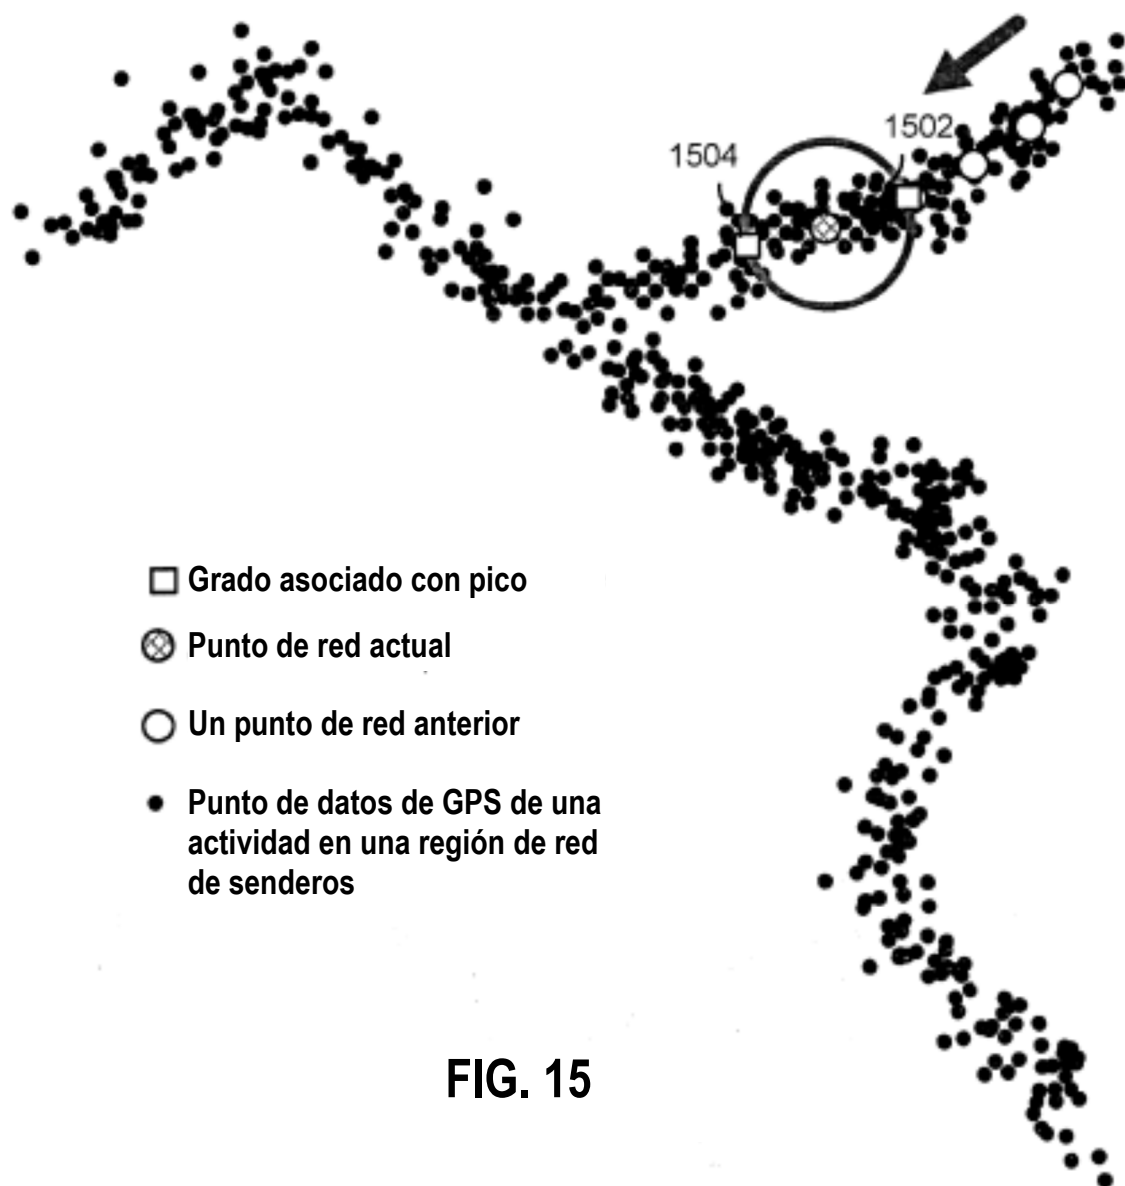 1502
1504
Grado asociado con pico
Punto de red actual
Un punto de red anterior
Punto de datos de GPS de una
actividad en una región de red
de senderos
FIG. 15